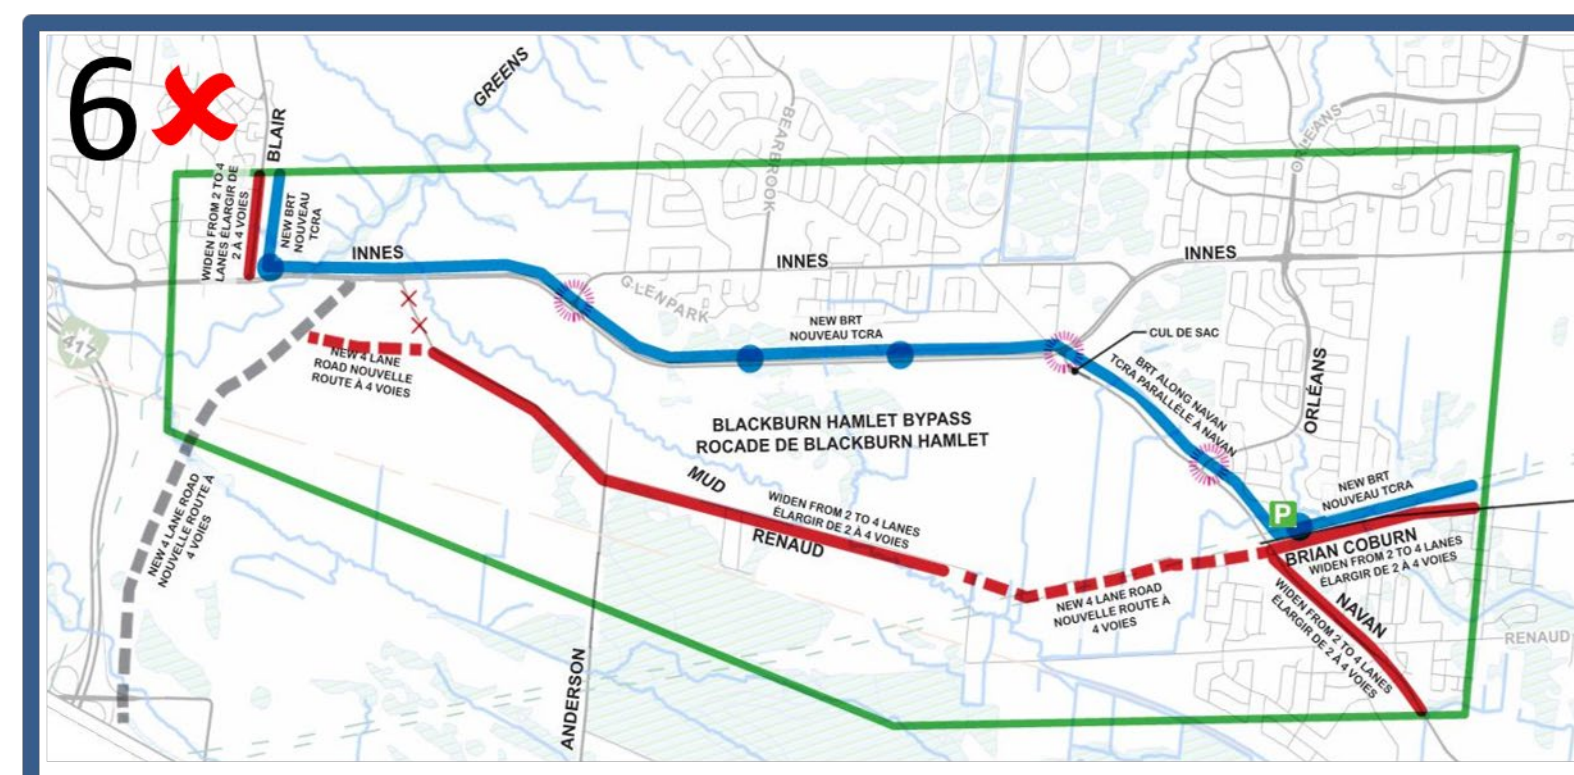 6
GREENS
BLAIR
BEARBROOK
ORLEANS
WIDEN FROM 2 TO 4
LANES ÉLARGIR DE
2 À 4 VOIES
NEW BRT
NOUVEAU
TCRA
INNES
INNES
INNES
GLENPARK
417
NEW BRT
NOUVEAU TCRA
CUL DE SAC
NEW 4 LANE
ROAD NOUVELLE
ROUTE À 4 VOIES
BRT ALONG NAVAN
TCRA PARALLÈLE À NAVAN
ORLÉANS
BLACKBURN HAMLET BYPASS
ROCADE DE BLACKBURN HAMLET
NEW 4 LANE ROAD
NOUVELLE ROUTE À
4 VOIES
MUD
WIDEN FROM 2 TO 4 LANES
ÉLARGIR DE 2 À 4 VOIES
RENAUD
NEW BRT
NOUVEAU TCRA
P
BRIAN COBURN
WIDEN FROM 2 TO 4 LANES
ÉLARGIR DE 2 À 4 VOIES
NEW 4 LANE ROAD
NOUVELLE ROUTE À
4 VOIES
NAVAN
WIDEN FROM 2 TO 4 LANES
ÉLARGIR DE 2 À 4 VOIES
RENAUD
ANDERSON